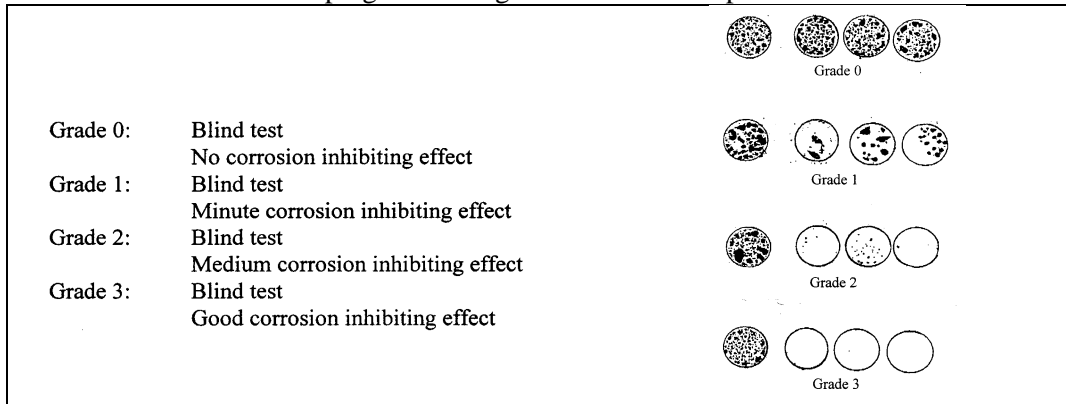 Grade 0: Blind test
No corrosion inhibiting effect
Grade 1: Blind test
Minute corrosion inhibiting effect
Grade 2: Blind test
Medium corrosion inhibiting effect
Grade 3: Blind test
Good corrosion inhibiting effect
Grade 0
Grade 1
Grade 2
Grade 3